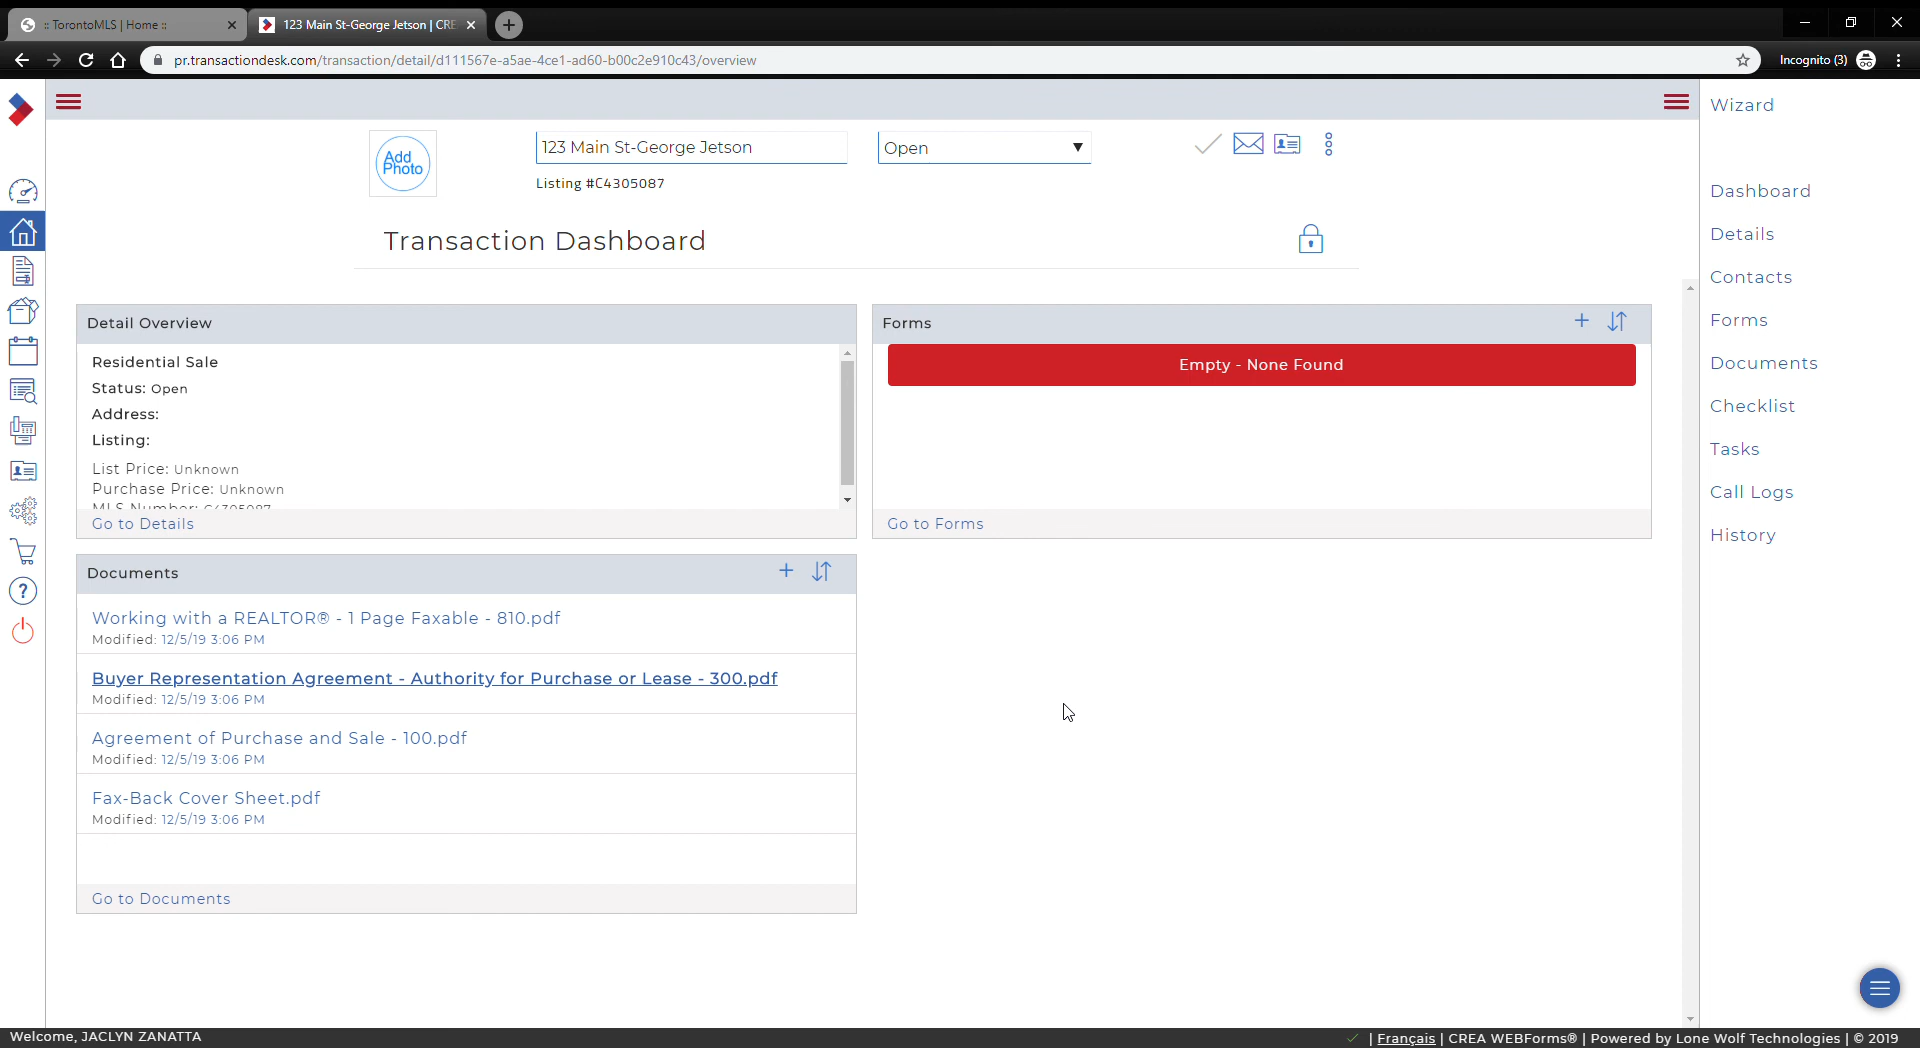 :: TorontoMLS | Home ::
123 Main St-George Jetson | CRE
pr.transactiondesk.com/transaction/detail/d111567e-a5ae-4ce1-ad60-b00c2e910c43/overview
Incognito (3)
Add Photo
123 Main St-George Jetson
Open
Listing #C4305087
Transaction Dashboard
Detail Overview
Residential Sale
Status: Open
Address:
Listing:
List Price: Unknown
Purchase Price: Unknown
MLS Number: C4305087
Go to Details
Forms
Empty - None Found
Go to Forms
Documents
Working with a REALTOR® - 1 Page Faxable - 810.pdf
Modified: 12/5/19 3:06 PM
Buyer Representation Agreement - Authority for Purchase or Lease - 300.pdf
Modified: 12/5/19 3:06 PM
Agreement of Purchase and Sale - 100.pdf
Modified: 12/5/19 3:06 PM
Fax-Back Cover Sheet.pdf
Modified: 12/5/19 3:06 PM
Go to Documents
Wizard
Dashboard
Details
Contacts
Forms
Documents
Checklist
Tasks
Call Logs
History
Welcome, JACLYN ZANATTA
| Français | CREA WEBForms® | Powered by Lone Wolf Technologies | © 2019